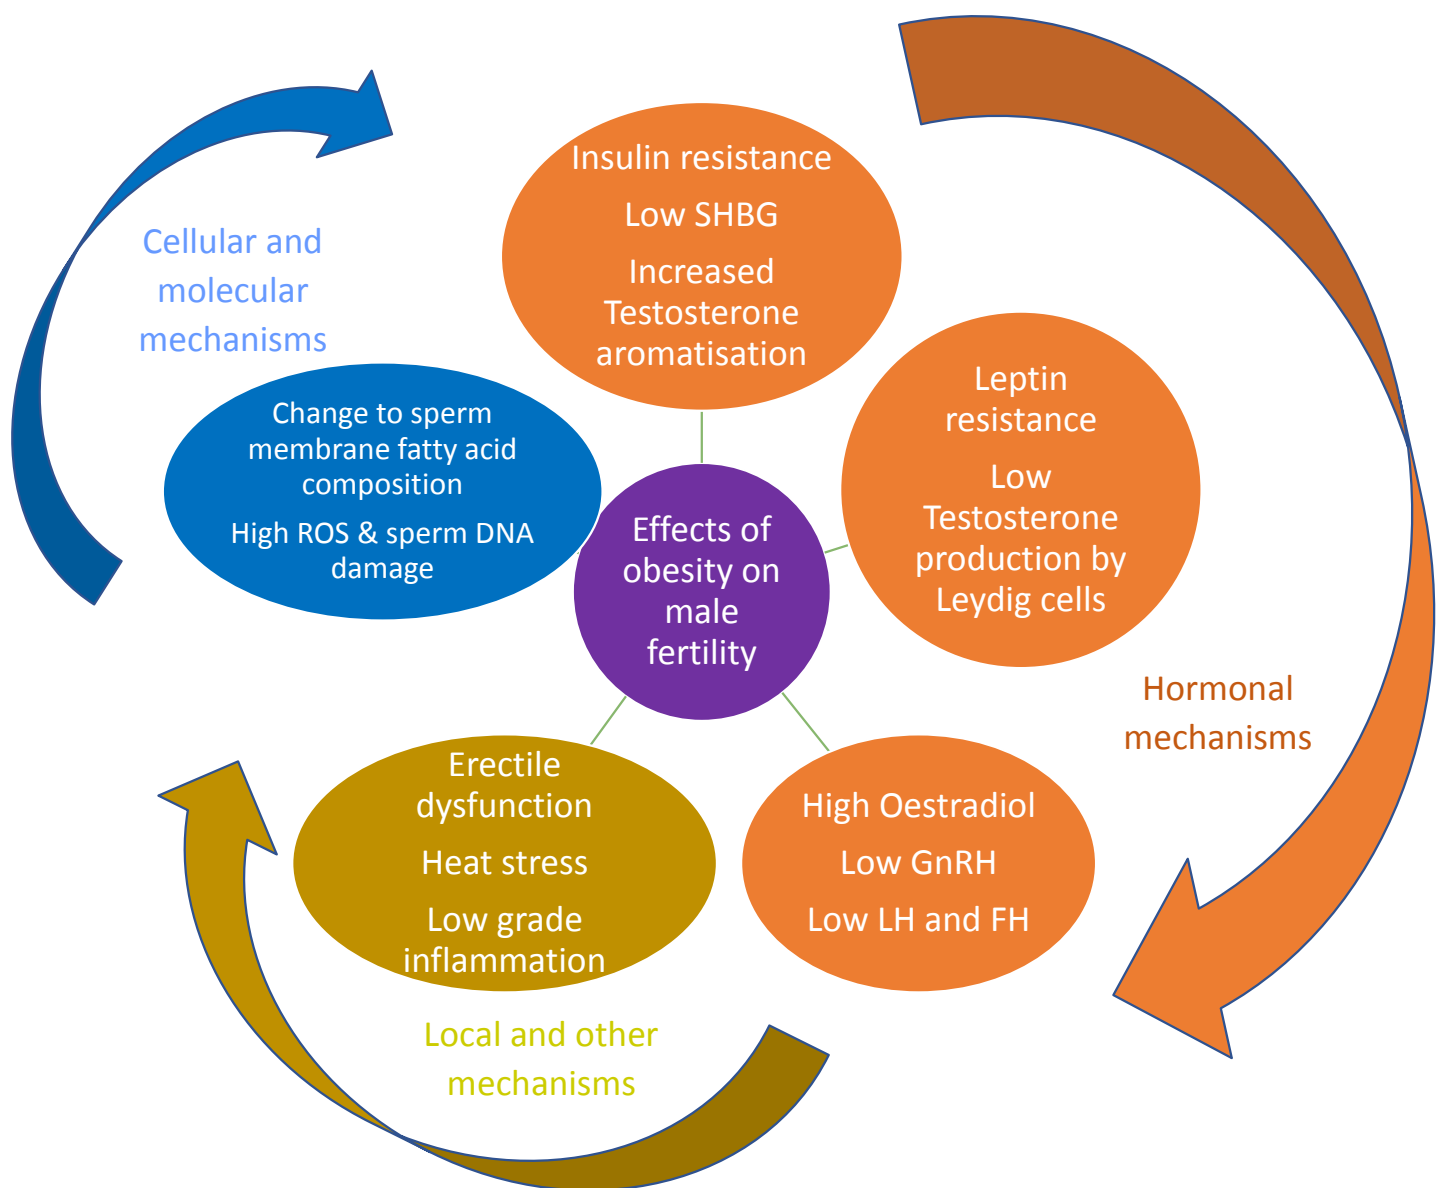 Insulin resistance
Low SHBG
Increased
Testosterone
aromatisation
Cellular and
molecular
mechanisms
Leptin
resistance
Low
Testosterone
production by
Leydig cells
Change to sperm
membrane fatty acid
composition
High ROS & sperm DNA
damage
Effects of
obesity on
male
fertility
Hormonal
mechanisms
Erectile
dysfunction
Heat stress
Low grade
inflammation
High Oestradiol
Low GnRH
Low LH and FH
Local and other
mechanisms